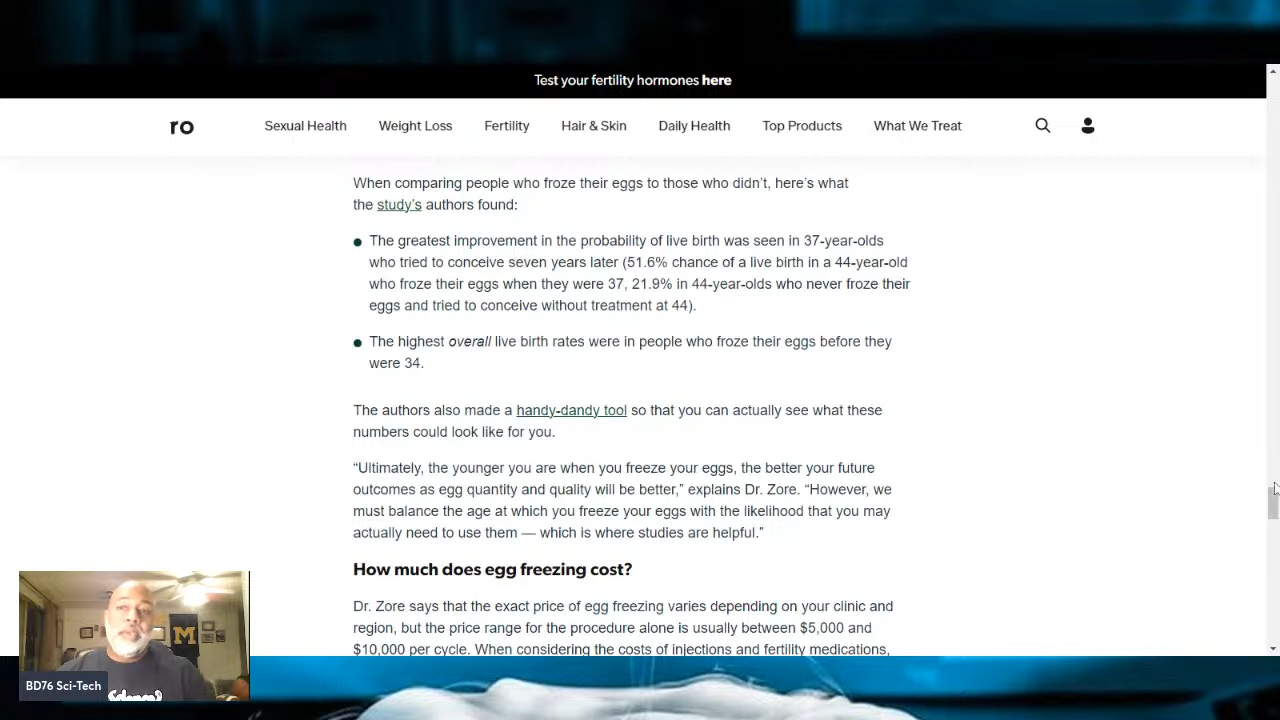 Test your fertility hormones here
ro
Sexual Health
Weight Loss
Fertility
Hair & Skin
Daily Health
Top Products
What We Treat
When comparing people who froze their eggs to those who didn’t, here’s what
the study’s authors found:
The greatest improvement in the probability of live birth was seen in 37-year-olds
who tried to conceive seven years later (51.6% chance of a live birth in a 44-year-old
who froze their eggs when they were 37, 21.9% in 44-year-olds who never froze their
eggs and tried to conceive without treatment at 44).
The highest overall live birth rates were in people who froze their eggs before they
were 34.
The authors also made a handy-dandy tool so that you can actually see what these
numbers could look like for you.
“Ultimately, the younger you are when you freeze your eggs, the better your future
outcomes as egg quantity and quality will be better,” explains Dr. Zore. “However, we
must balance the age at which you freeze your eggs with the likelihood that you may
actually need to use them — which is where studies are helpful.”
How much does egg freezing cost?
Dr. Zore says that the exact price of egg freezing varies depending on your clinic and
region, but the price range for the procedure alone is usually between $5,000 and
$10,000 per cycle. When considering the costs of injections and fertility medications,
M
BD76 Sci-Tech